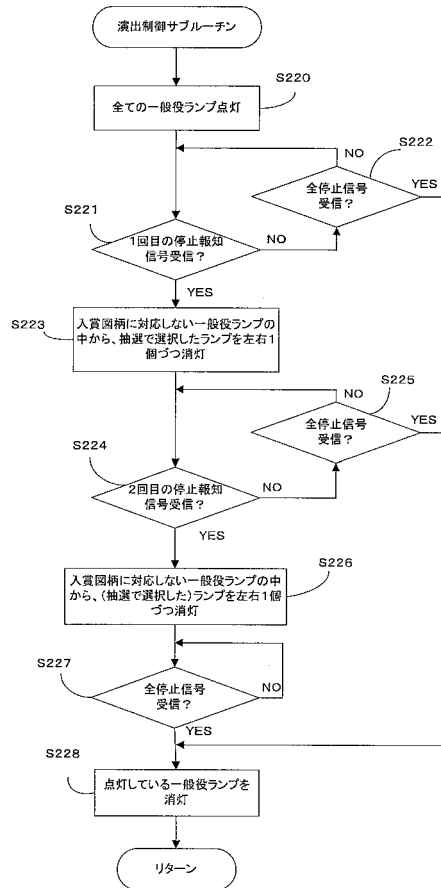 演出制御サブルーチン
S220
全ての一般役ランプ点灯
S222
NO
全停止信号
受信?
YES
S221
1回目の停止報知
信号受信?
NO
YES
S223
入賞図柄に対応しない一般役ランプの
中から、抽選で選択したランプを左右1
個づつ消灯
S225
NO
全停止信号
受信?
YES
S224
2回目の停止報知
信号受信?
NO
YES
S226
入賞図柄に対応しない一般役ランプの中
から、(抽選で選択した)ランプを左右1個
づつ消灯
S227
全停止信号
受信?
NO
YES
S228
点灯している一般役ランプを
消灯
リターン